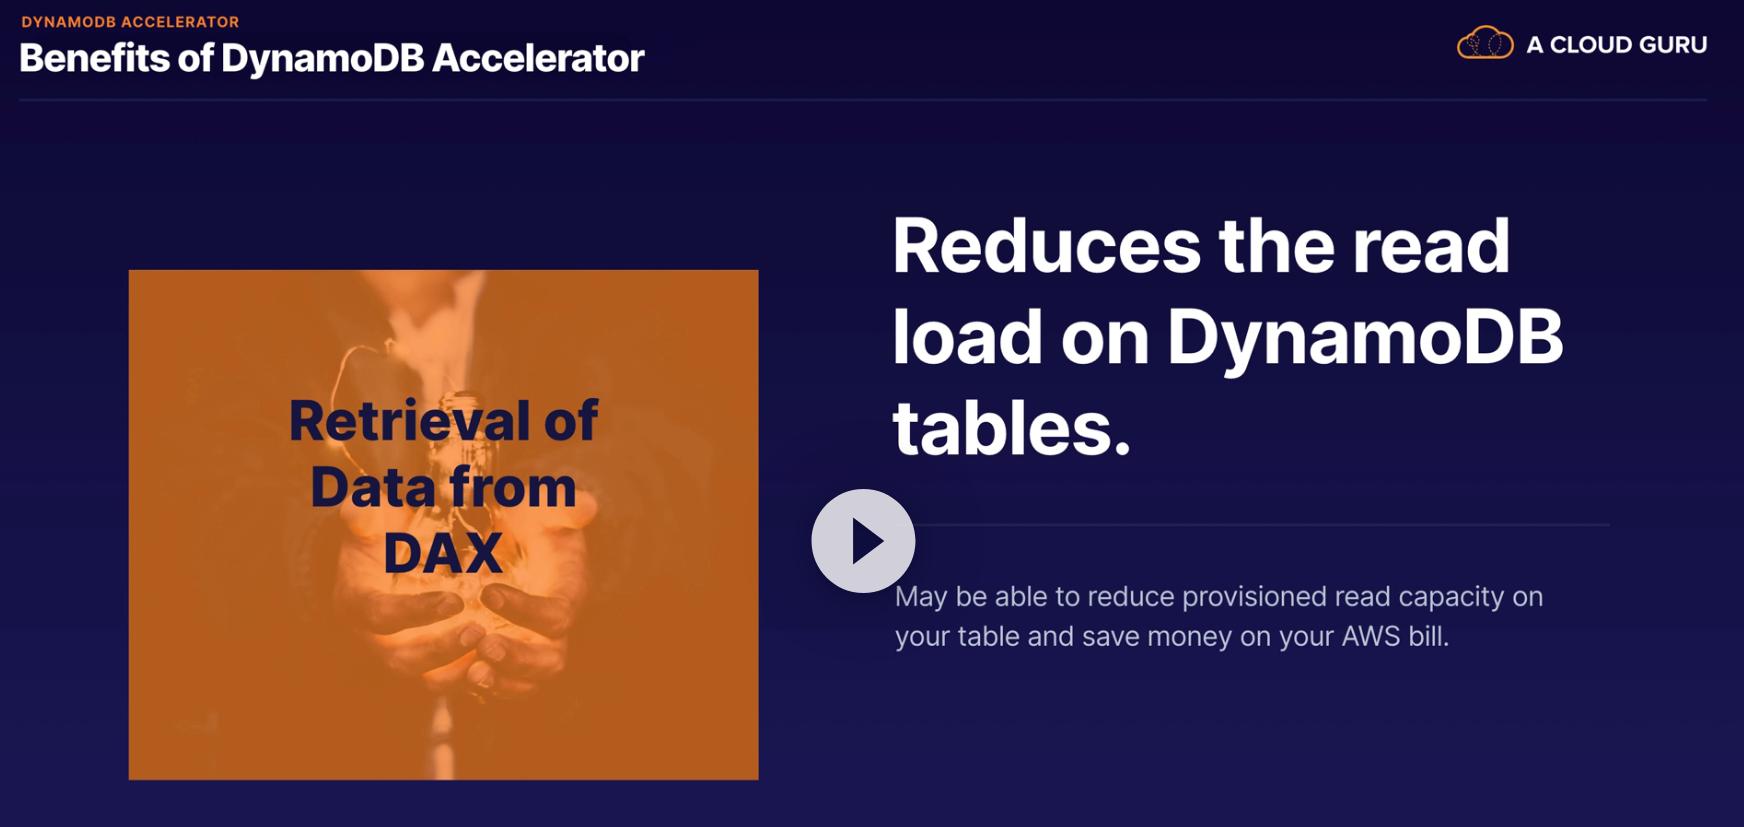 DYNAMODB ACCELERATOR
Benefits of DynamoDB Accelerator
A CLOUD GURU
Retrieval of
Data from
DAX
Reduces the read
load on DynamoDB
tables.
May be able to reduce provisioned read capacity on
your table and save money on your AWS bill.